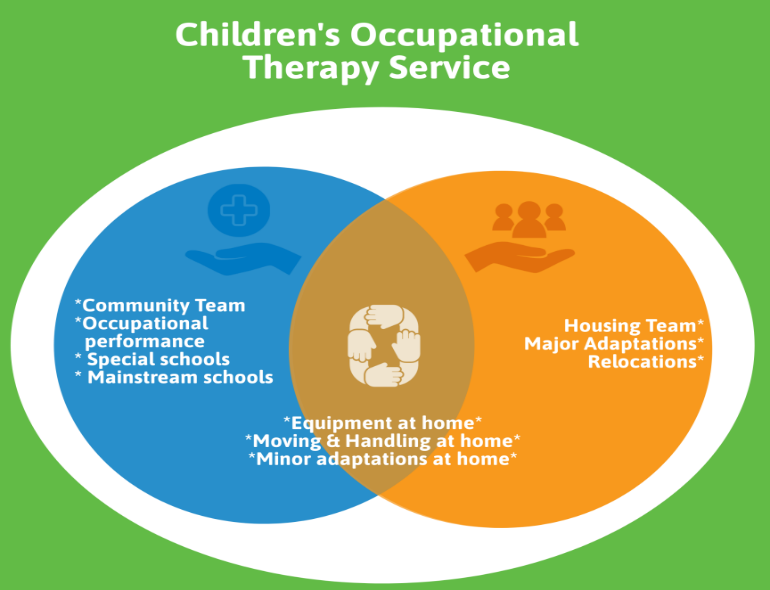 Children's Occupational
Therapy Service
*Community Team
*Occupational
performance
* Special schools
* Mainstream schools
Housing Team*
Major Adaptations*
Relocations*
*Equipment at home*
*Moving & Handling at home*
*Minor adaptations at home*